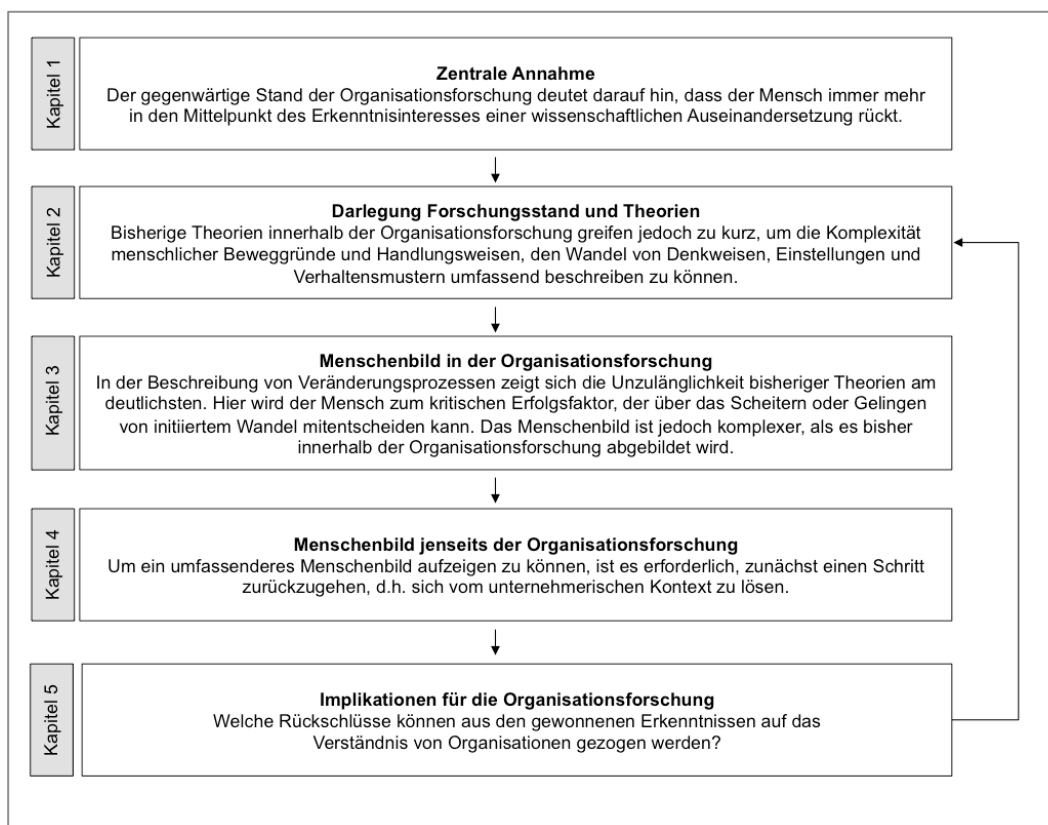 Kapitel 1
Zentrale Annahme
Der gegenwärtige Stand der Organisationsforschung deutet darauf hin, dass der Mensch immer mehr
in den Mittelpunkt des Erkenntnisinteresses einer wissenschaftlichen Auseinandersetzung rückt.
Kapitel 2
Darlegung Forschungsstand und Theorien
Bisherige Theorien innerhalb der Organisationsforschung greifen jedoch zu kurz, um die Komplexität
menschlicher Beweggründe und Handlungsweisen, den Wandel von Denkweisen, Einstellungen und
Verhaltensmustern umfassend beschreiben zu können.
Kapitel 3
Menschenbild in der Organisationsforschung
In der Beschreibung von Veränderungsprozessen zeigt sich die Unzulänglichkeit bisheriger Theorien am
deutlichsten. Hier wird der Mensch zum kritischen Erfolgsfaktor, der über das Scheitern oder Gelingen
von initiiertem Wandel mitentscheiden kann. Das Menschenbild ist jedoch komplexer, als es bisher
innerhalb der Organisationsforschung abgebildet wird.
Kapitel 4
Menschenbild jenseits der Organisationsforschung
Um ein umfassenderes Menschenbild aufzeigen zu können, ist es erforderlich, zunächst einen Schritt
zurückzugehen, d.h. sich vom unternehmerischen Kontext zu lösen.
Kapitel 5
Implikationen für die Organisationsforschung
Welche Rückschlüsse können aus den gewonnenen Erkenntnissen auf das
Verständnis von Organisationen gezogen werden?